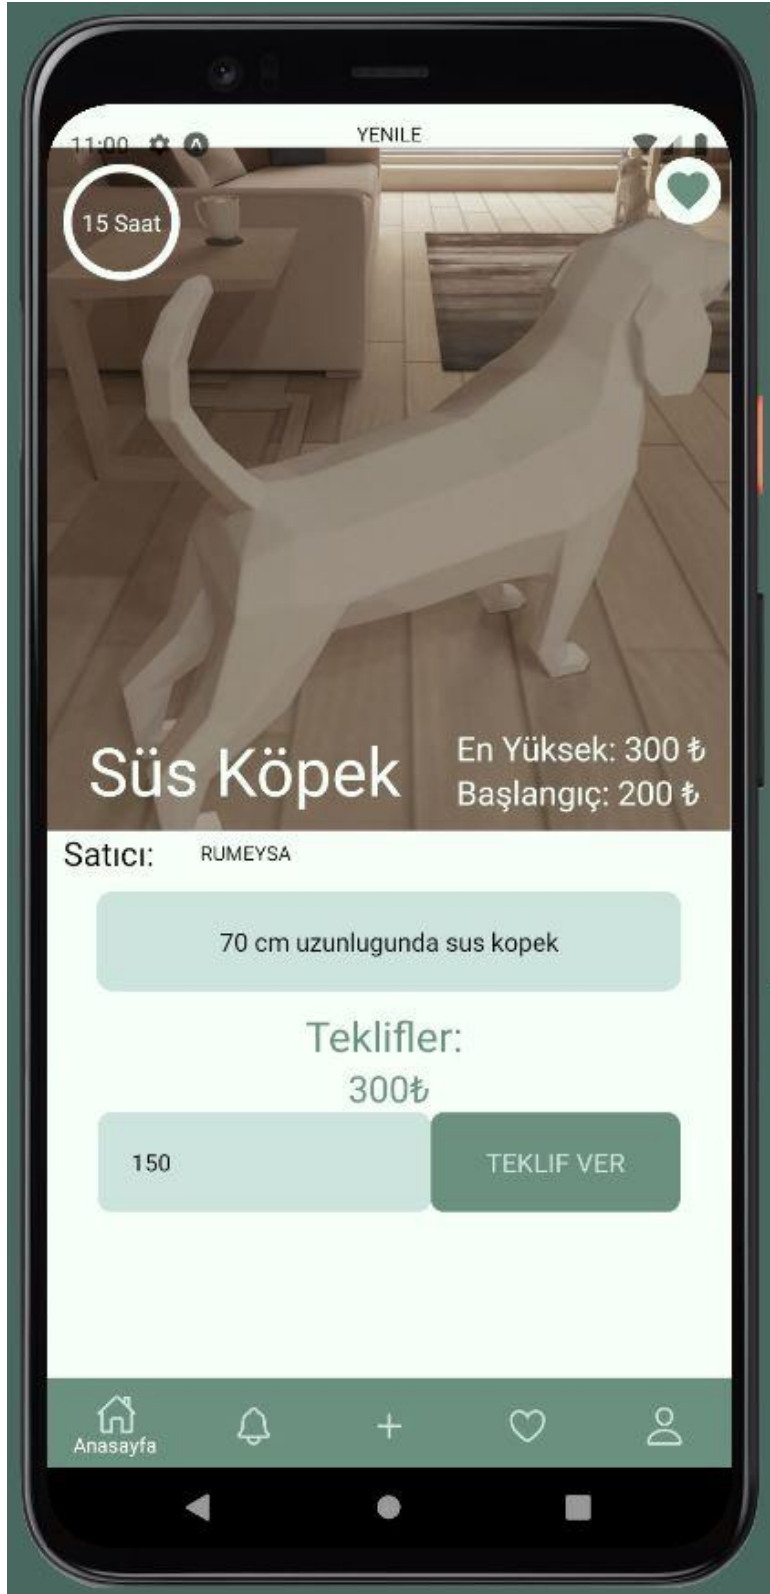 11:00
YENILE
15 Saat
Süs Köpek
En Yüksek: 300 ₺
Başlangıç: 200 ₺
Satıcı: RUMEYSA
70 cm uzunlugunda sus kopek
Teklifler:
300₺
150
TEKLIF VER
Anasayfa